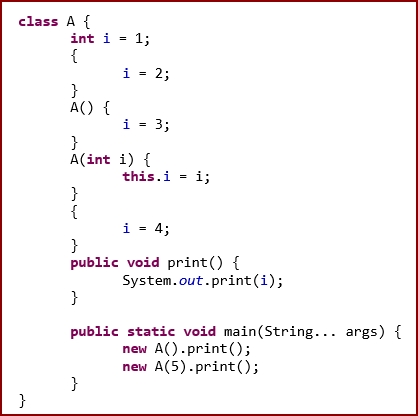 class A {
int i = 1;
{
i = 2;
}
A() {
i = 3;
}
A(int i) {
this.i = i;
}
{
i = 4;
}
public void print() {
System.out.print(i);
}
public static void main(String... args) {
new A().print();
new A(5).print();
}
}